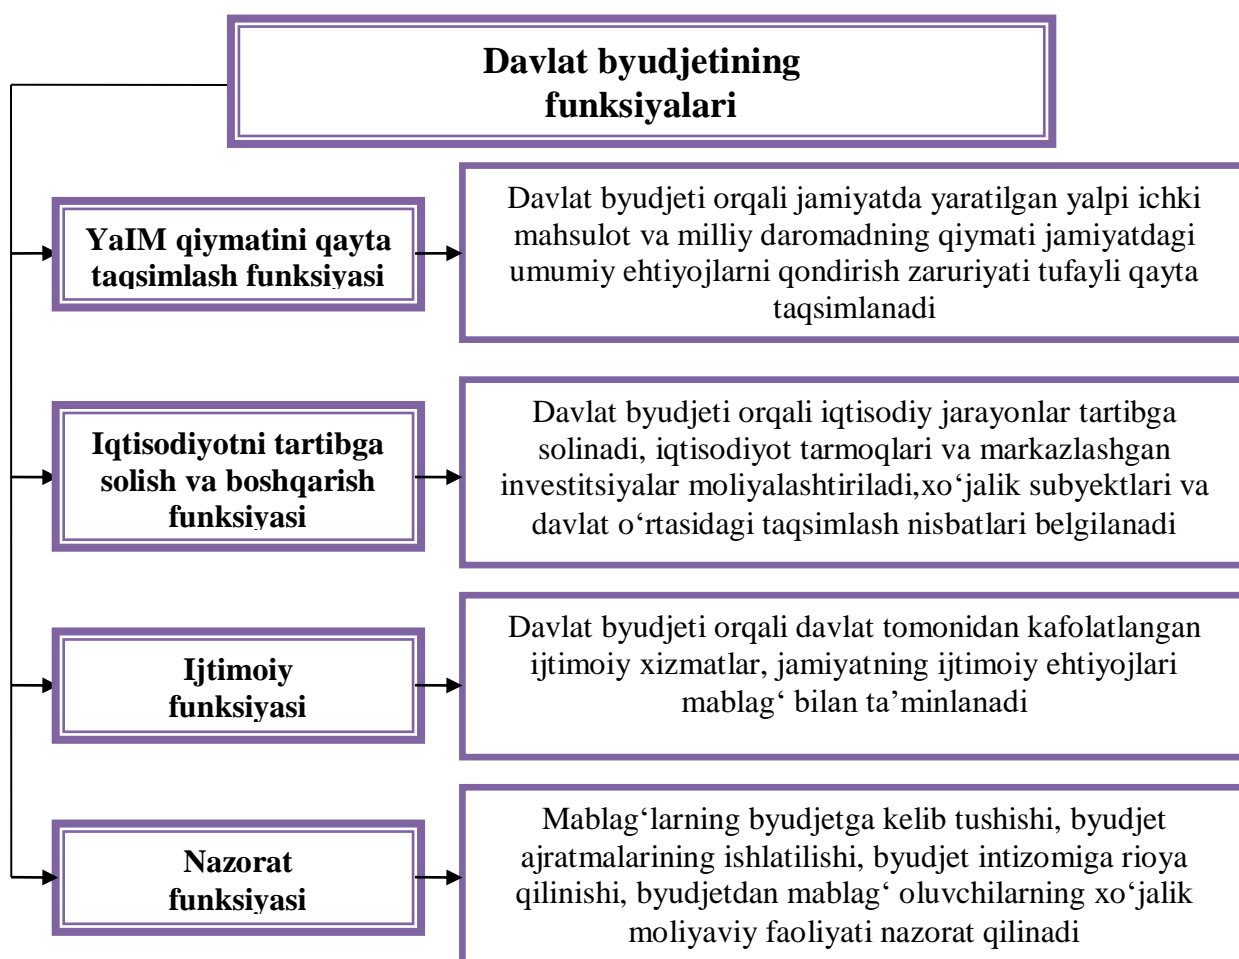 Davlat byudjetining
funksiyalari
YaIM qiymatini qayta
taqsimlash funksiyasi
Davlat byudjeti orqali jamiyatda yaratilgan yalpi ichki
mahsulot va milliy daromadning qiymati jamiyatdagi
umumiy ehtiyojlarni qondirish zaruriyati tufayli qayta
taqsimlanadi
Iqtisodiyotni tartibga
solish va boshqarish
funksiyasi
Davlat byudjeti orqali iqtisodiy jarayonlar tartibga
solinadi, iqtisodiyot tarmoqlari va markazlashgan
investitsiyalar moliyalashtiriladi,xo‘jalik subyektlari va
davlat o‘rtasidagi taqsimlash nisbatlari belgilanadi
Ijtimoiy
funksiyasi
Davlat byudjeti orqali davlat tomonidan kafolatlangan
ijtimoiy xizmatlar, jamiyatning ijtimoiy ehtiyojlari
mablag‘ bilan ta’minlanadi
Nazorat
funksiyasi
Mablag‘larning byudjetga kelib tushishi, byudjet
ajratmalarining ishlatilishi, byudjet intizomiga rioya
qilinishi, byudjetdan mablag‘ oluvchilarning xo‘jalik
moliyaviy faoliyati nazorat qilinadi